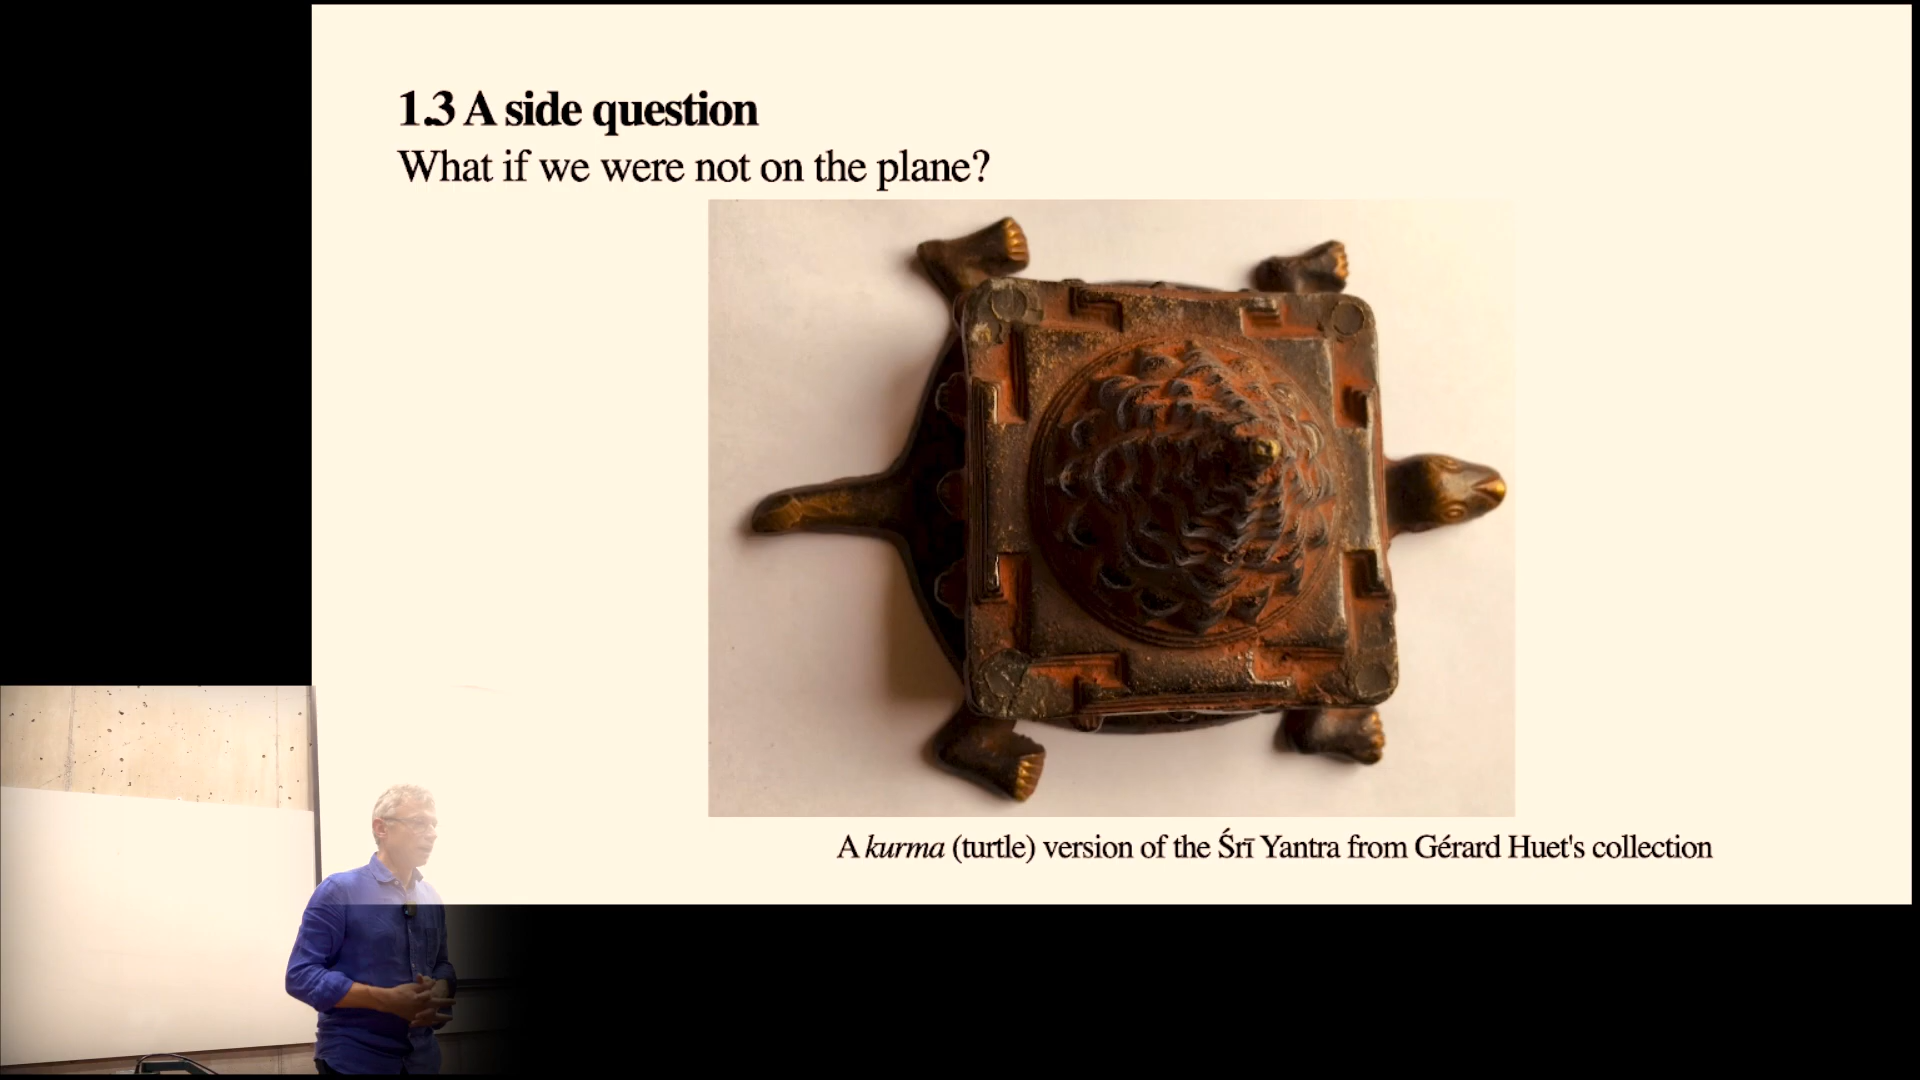 1.3 A side question
What if we were not on the plane?
A kurma (turtle) version of the Śrī Yantra from Gérard Huet's collection